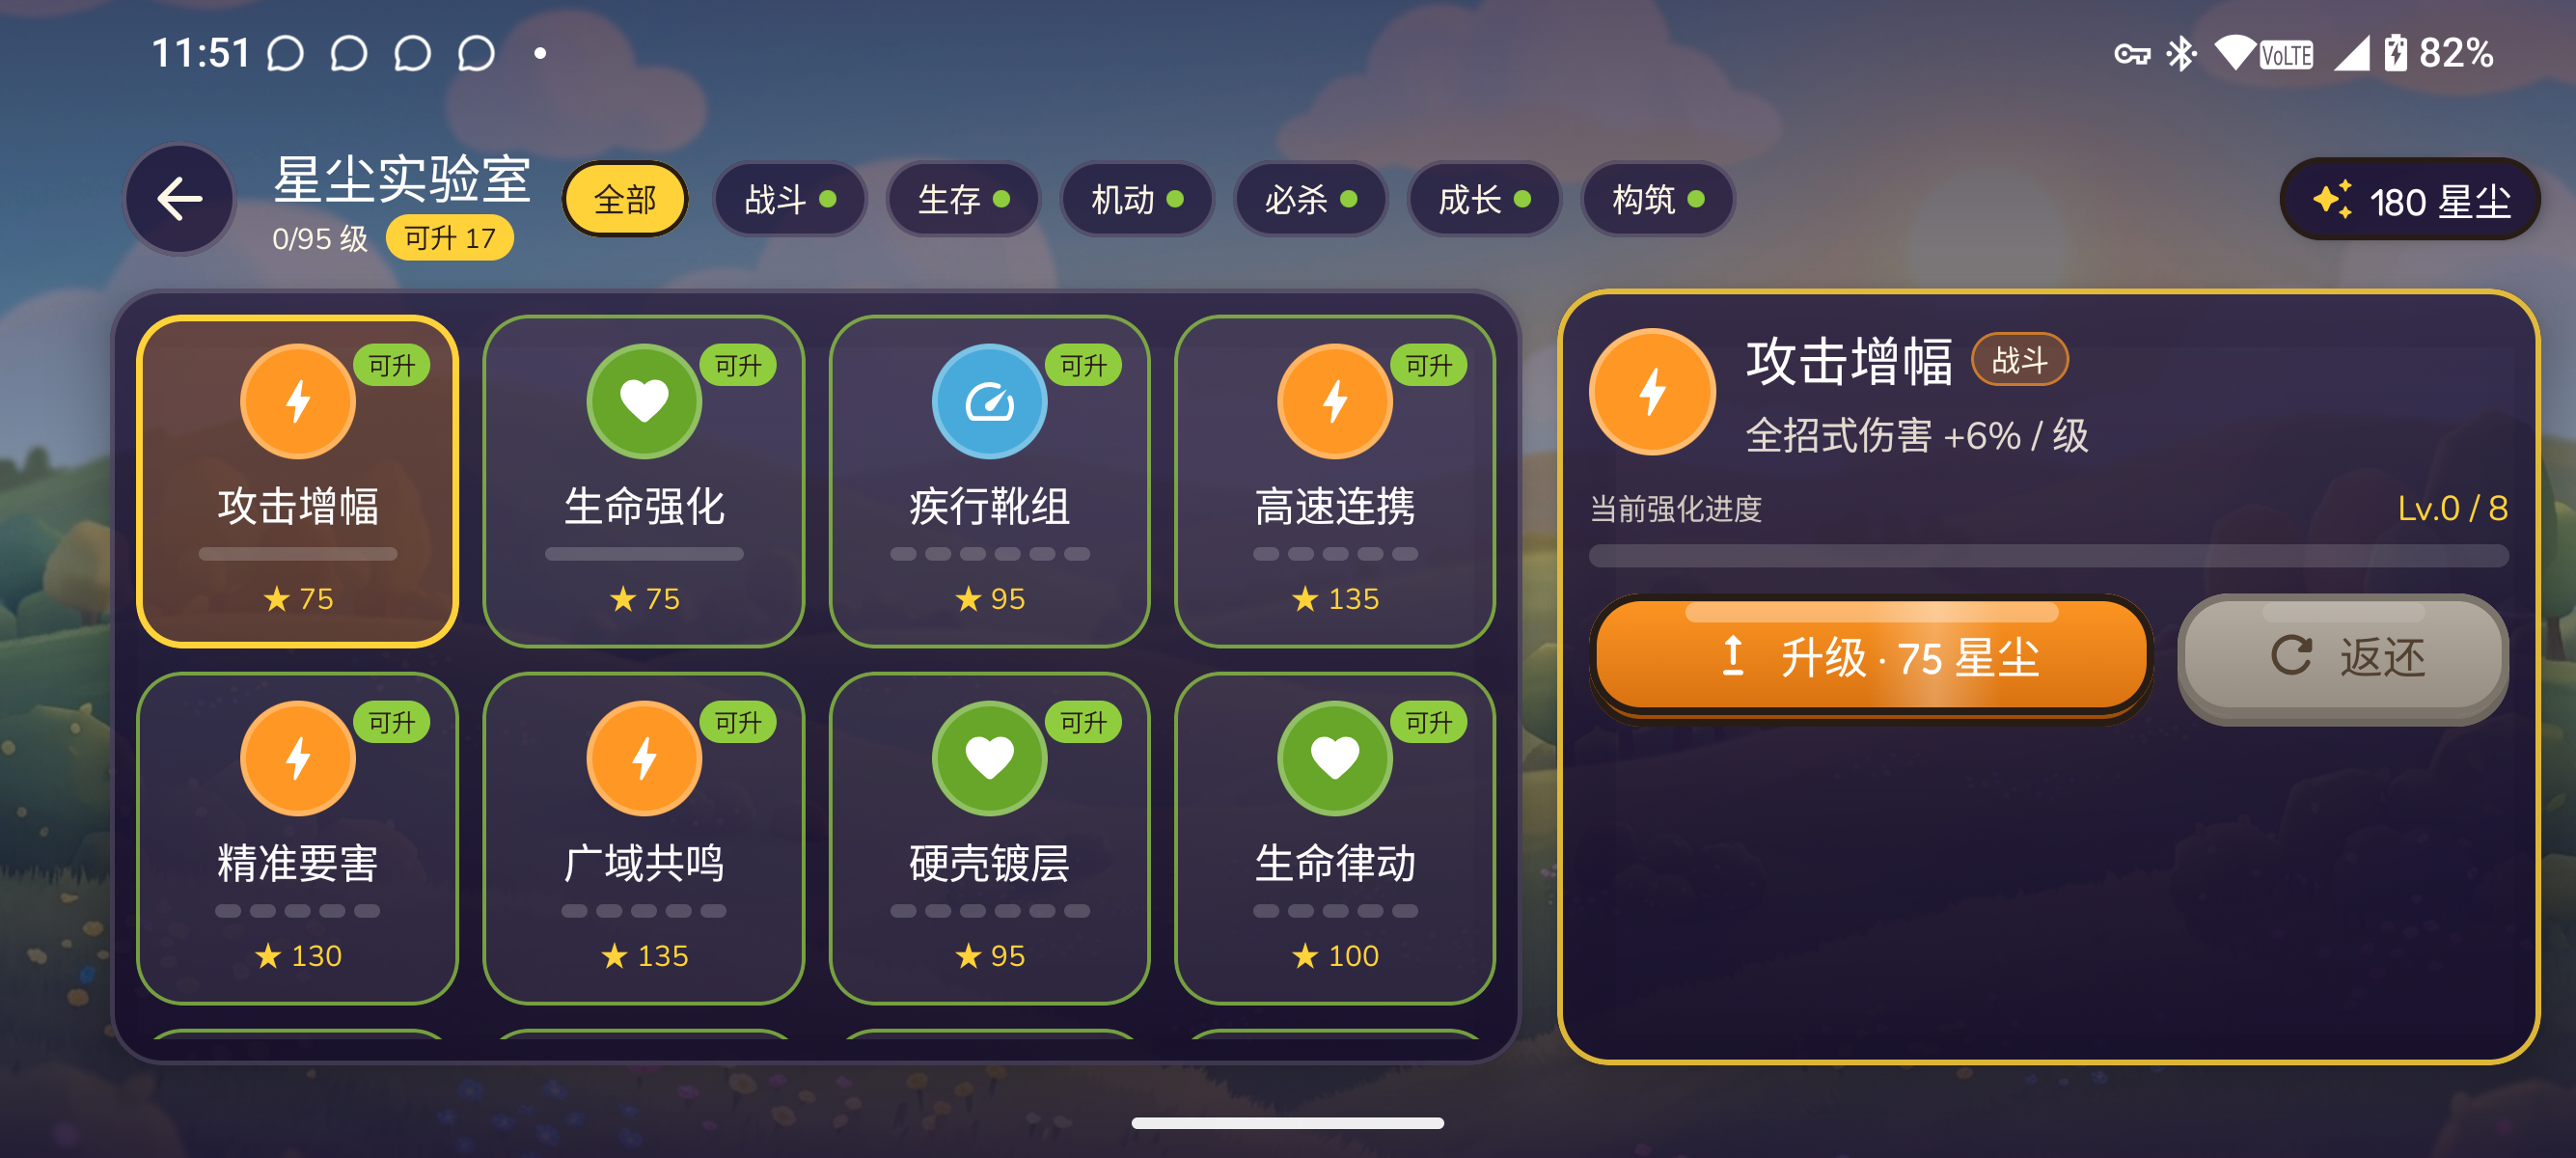 11:51
VoLTE 82%
星尘实验室
0/95 级 可升 17
全部 战斗 生存 机动 必杀 成长 构筑
180 星尘
可升 可升 可升 可升
攻击增幅 生命强化 疾行靴组 高速连携
75 75 95 135
可升 可升 可升 可升
精准要害 广域共鸣 硬壳镀层 生命律动
130 135 95 100
攻击增幅 战斗
全招式伤害 +6% / 级
当前强化进度 Lv.0 / 8
升级 · 75 星尘 返还